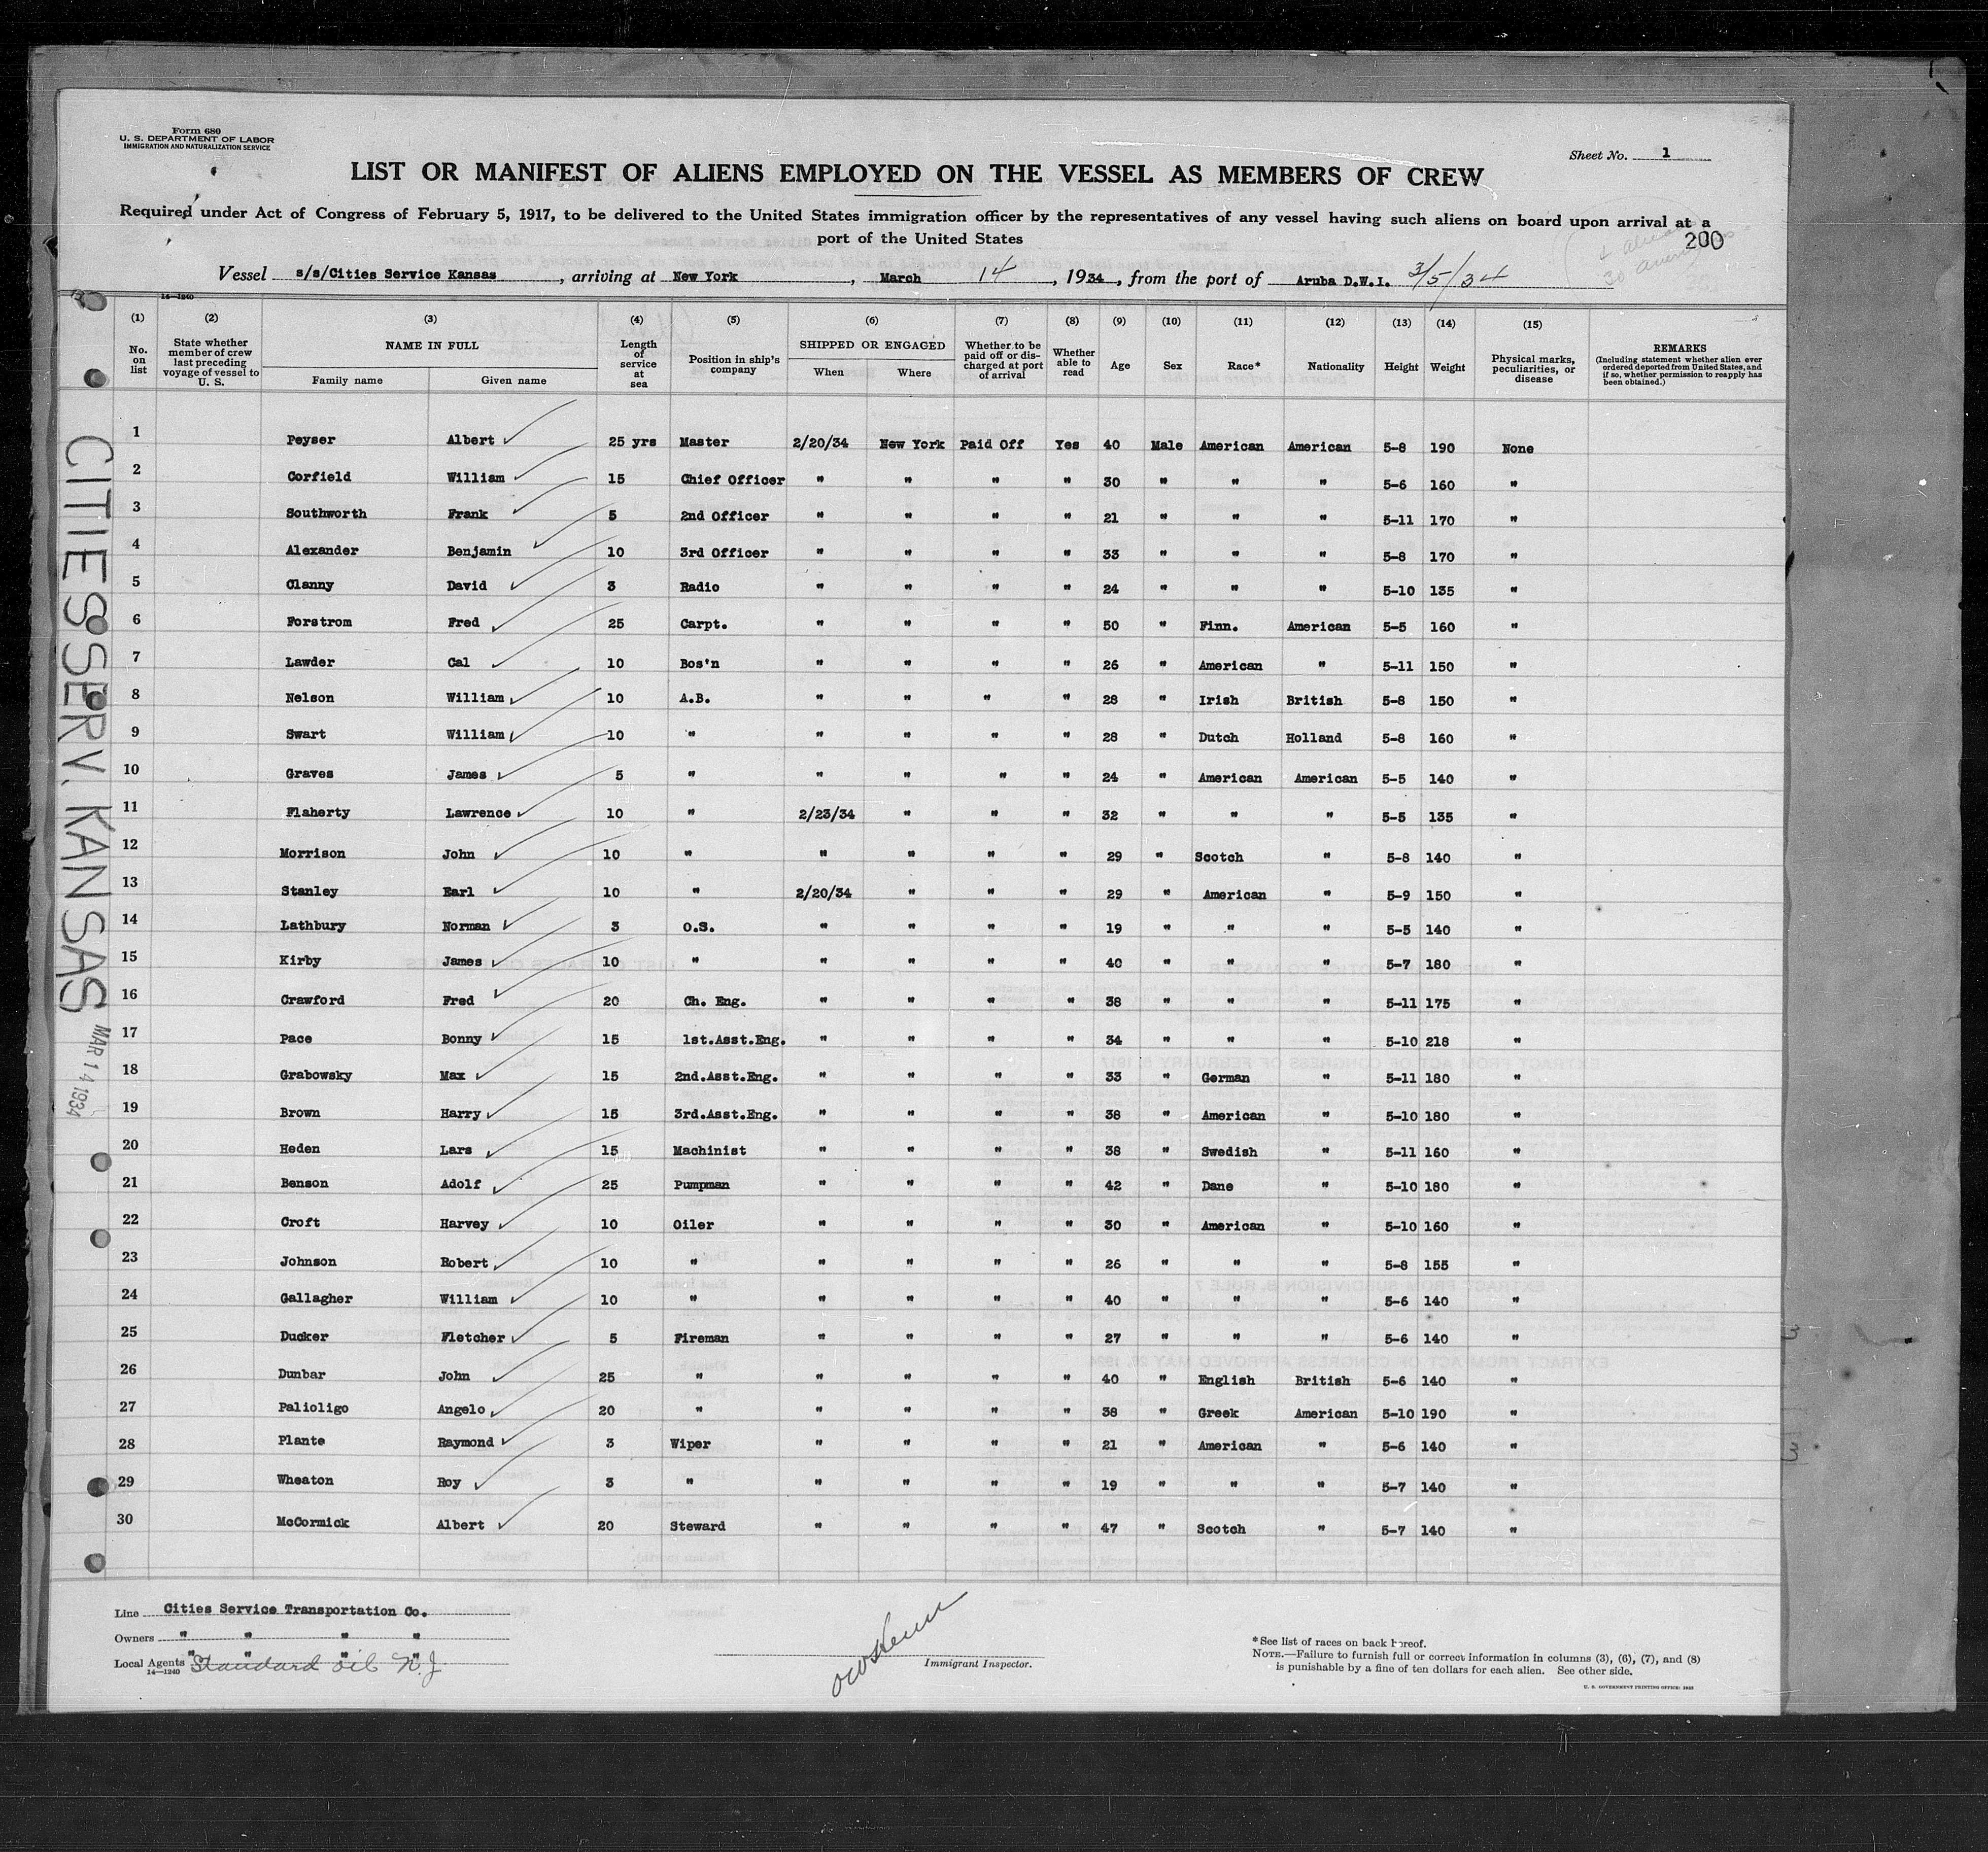 Form 680
U. S. DEPARTMENT OF LABOR
IMMIGRATION AND NATURALIZATION SERVICE
Sheet No. 1
LIST OR MANIFEST OF ALIENS EMPLOYED ON THE VESSEL AS MEMBERS OF CREW
Required under Act of Congress of February 5, 1917, to be delivered to the United States immigration officer by the representatives of any vessel having such aliens on board upon arrival at a
port of the United States
200
Vessel s/s/Cities Service Kansas, arriving at New York, March 14, 1934, from the port of Aruba D.W.I. 3/5/34
14—1240
(1) No. on list (2) State whether member of crew last preceding voyage of vessel to U. S. (3) NAME IN FULL Family name Given name (4) Length of service at sea (5) Position in ship's company (6) SHIPPED OR ENGAGED When Where (7) Whether to be paid off or discharged at port of arrival (8) Whether able to read (9) Age (10) Sex (11) Race* (12) Nationality (13) Height (14) Weight (15) Physical marks, peculiarities, or disease REMARKS (Including statement whether alien ever ordered deported from United States, and if so, whether permission to reapply has been obtained.)
1 Peyser Albert 25 yrs Master 2/20/34 New York Paid Off Yes 40 Male American American 5-8 190 None
2 Corfield William 15 Chief Officer " " " " 30 " " " 5-6 160 "
3 Southworth Frank 5 2nd Officer " " " " 21 " " " 5-11 170 "
4 Alexander Benjamin 10 3rd Officer " " " " 33 " " " 5-8 170 "
5 Clanny David 3 Radio " " " " 24 " " " 5-10 135 "
6 Forstrom Fred 25 Carpt. " " " " 50 " Finn. American 5-5 160 "
7 Lawder Cal 10 Bos'n " " " " 26 " American " 5-11 150 "
8 Nelson William 10 A.B. " " " " 28 " Irish British 5-8 150 "
9 Swart William 10 " " " " " 28 " Dutch Holland 5-8 160 "
10 Graves James 5 " " " " " 24 " American American 5-5 140 "
11 Flaherty Lawrence 10 " 2/23/34 " " " 32 " " " 5-5 135 "
12 Morrison John 10 " " " " " 29 " Scotch " 5-8 140 "
13 Stanley Earl 10 " 2/20/34 " " " 29 " American " 5-9 150 "
14 Lathbury Norman 3 O.S. " " " " 19 " " " 5-5 140 "
15 Kirby James 10 " " " " " 40 " " " 5-7 180 "
16 Crawford Fred 20 Ch. Eng. " " " " 38 " " " 5-11 175 "
17 Pace Bonny 15 1st.Asst.Eng. " " " " 34 " " " 5-10 218 "
18 Grabowsky Max 15 2nd.Asst.Eng. " " " " 33 " German " 5-11 180 "
19 Brown Harry 15 3rd.Asst.Eng. " " " " 38 " American " 5-10 180 "
20 Heden Lars 15 Machinist " " " " 38 " Swedish " 5-11 160 "
21 Benson Adolf 25 Pumpman " " " " 42 " Dane " 5-10 180 "
22 Croft Harvey 10 Oiler " " " " 30 " American " 5-10 160 "
23 Johnson Robert 10 " " " " " 26 " " " 5-8 155 "
24 Gallagher William 10 " " " " " 40 " " " 5-6 140 "
25 Ducker Fletcher 5 Fireman " " " " 27 " " " 5-6 140 "
26 Dunbar John 25 " " " " " 40 " English British 5-6 140 "
27 Palioligo Angelo 20 " " " " " 38 " Greek American 5-10 190 "
28 Plante Raymond 3 Wiper " " " " 21 " American " 5-6 140 "
29 Wheaton Roy 3 " " " " " 19 " " " 5-7 140 "
30 McCormick Albert 20 Steward " " " " 47 " Scotch " 5-7 140 "
CITIES SERV. KANSAS
MAR 14 1934
Line Cities Service Transportation Co.
Owners " " " "
Local Agents " " " " Standard Oil N.J
14—1240
Immigrant Inspector.
*See list of races on back hereof.
NOTE.—Failure to furnish full or correct information in columns (3), (6), (7), and (8)
is punishable by a fine of ten dollars for each alien. See other side.
U. S. GOVERNMENT PRINTING OFFICE: 1933